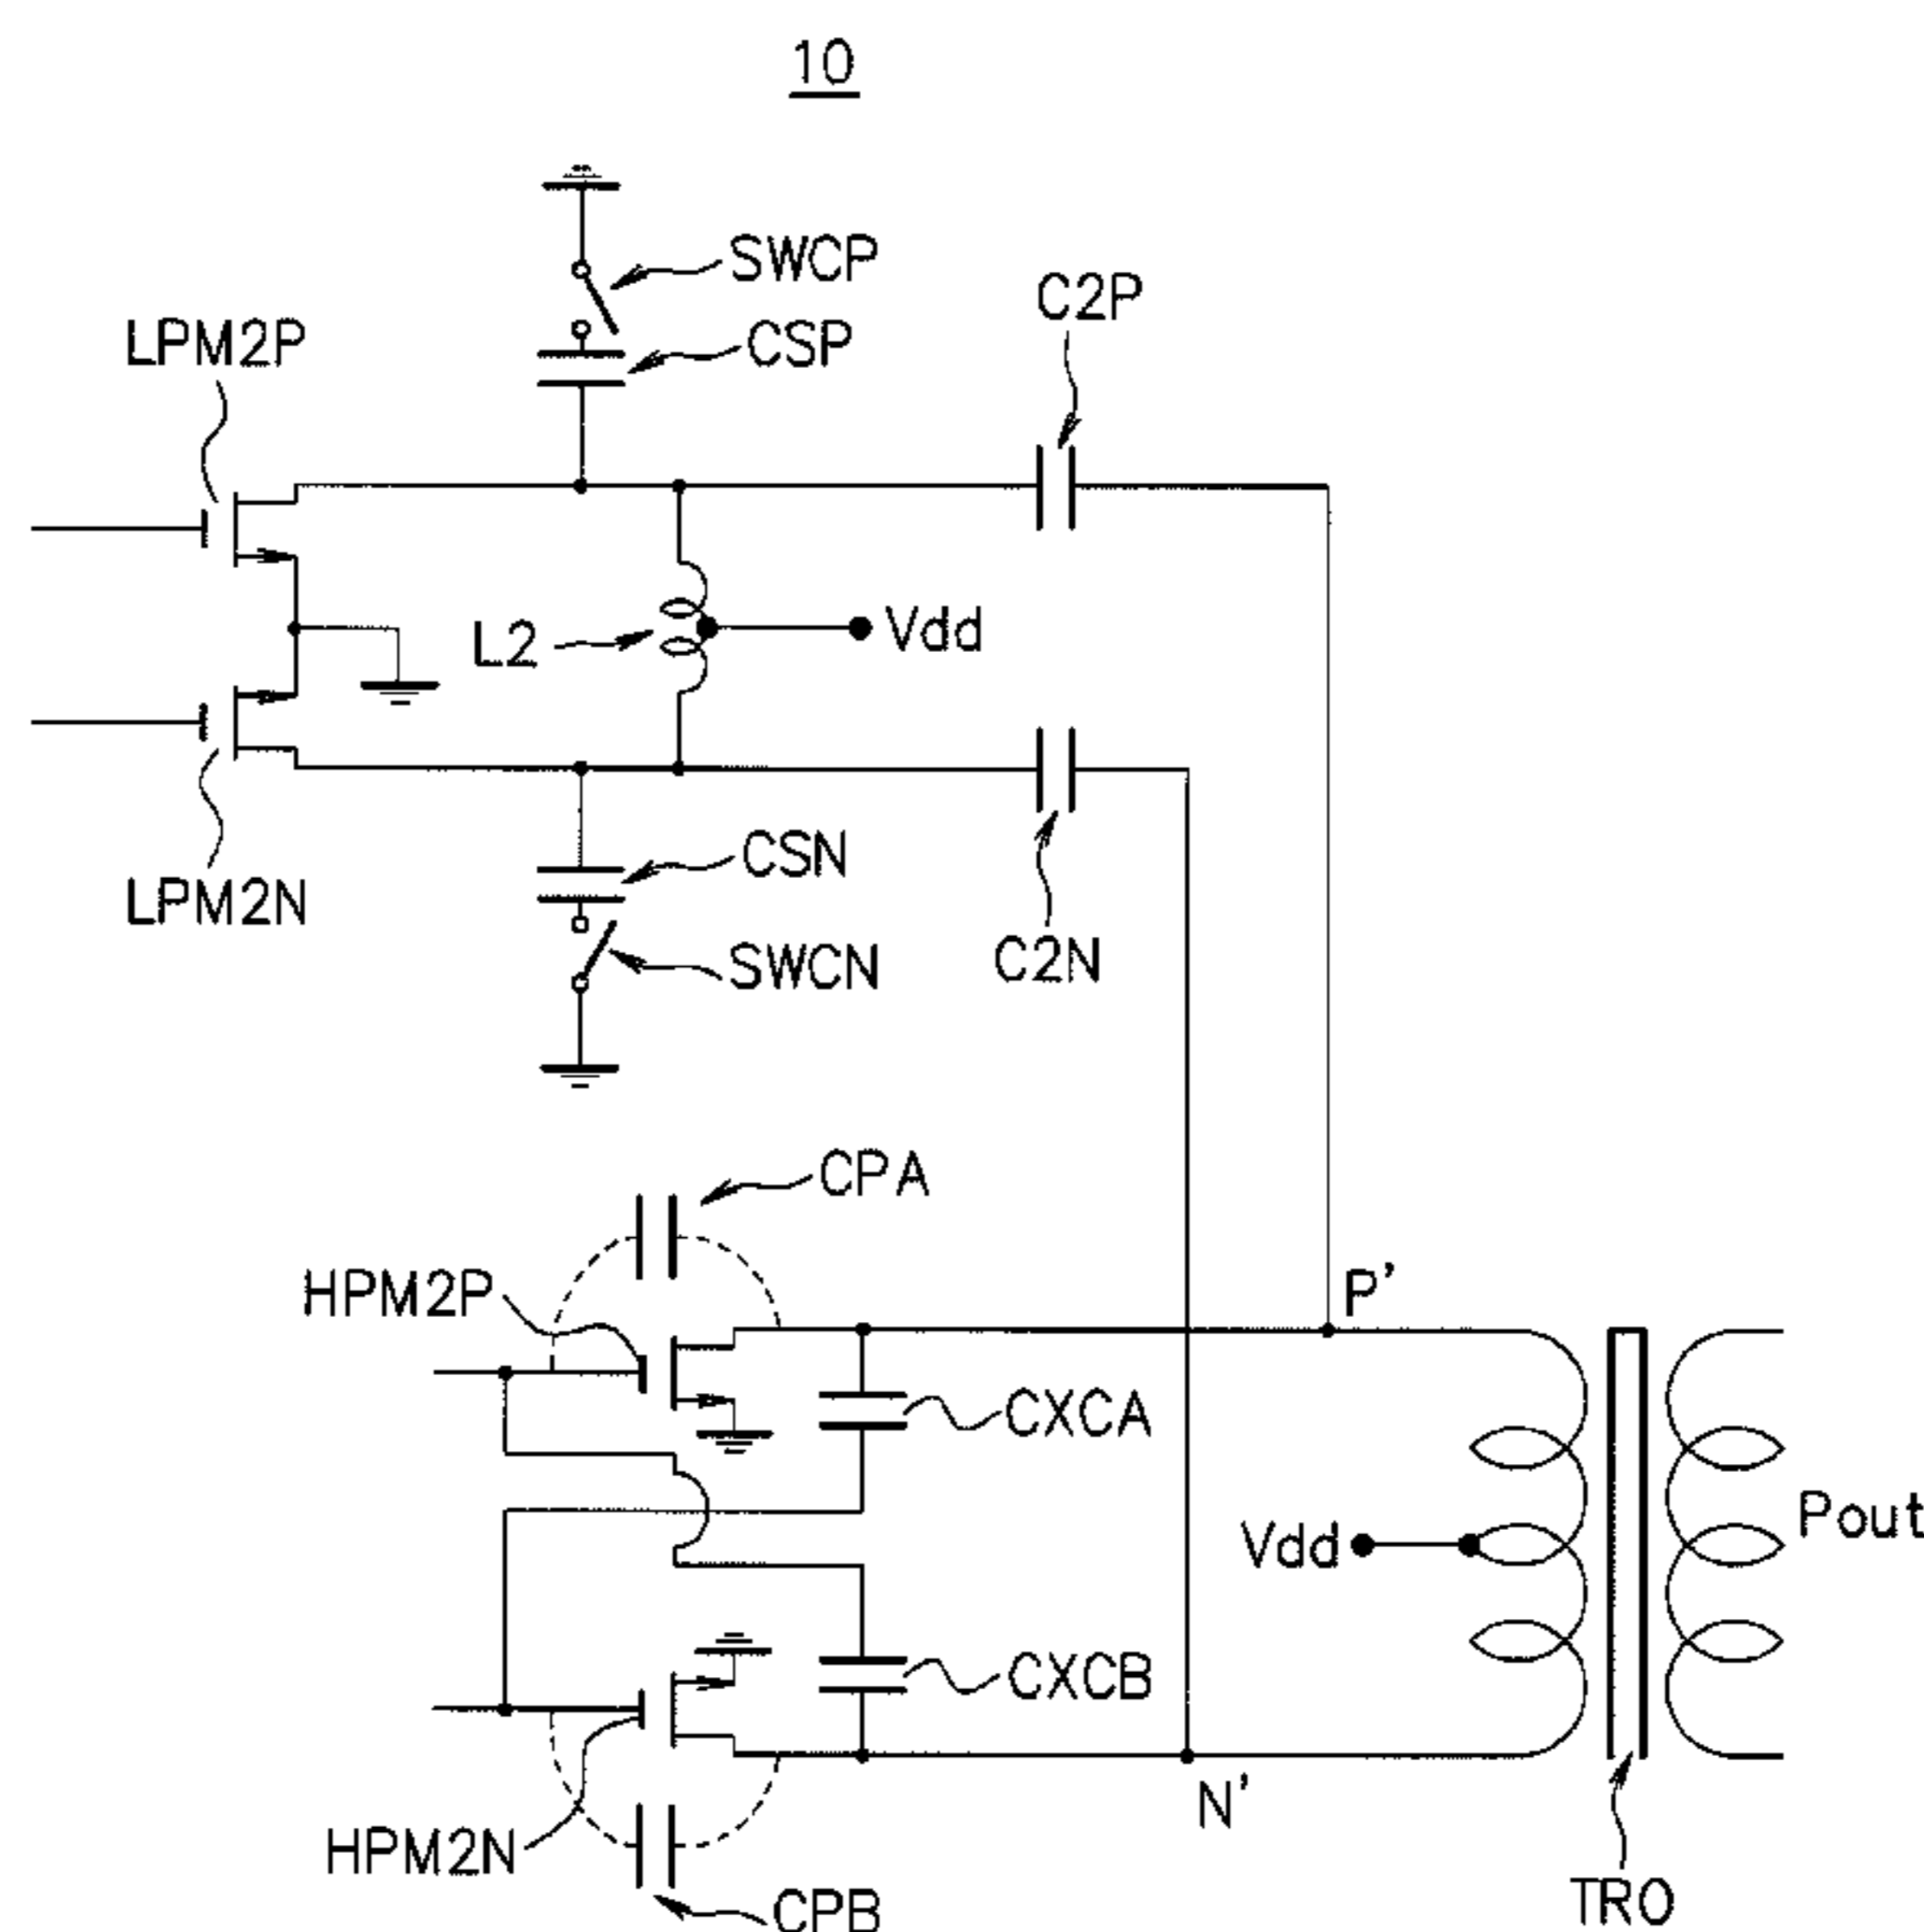 10
SWCP
C2P
LPM2P
CSP
L2
Vdd
CSN
LPM2N
C2N
SWCN
CPA
HPM2P
P'
CXCA
Pout
Vdd
CXCB
N'
HPM2N
CPB
TRO